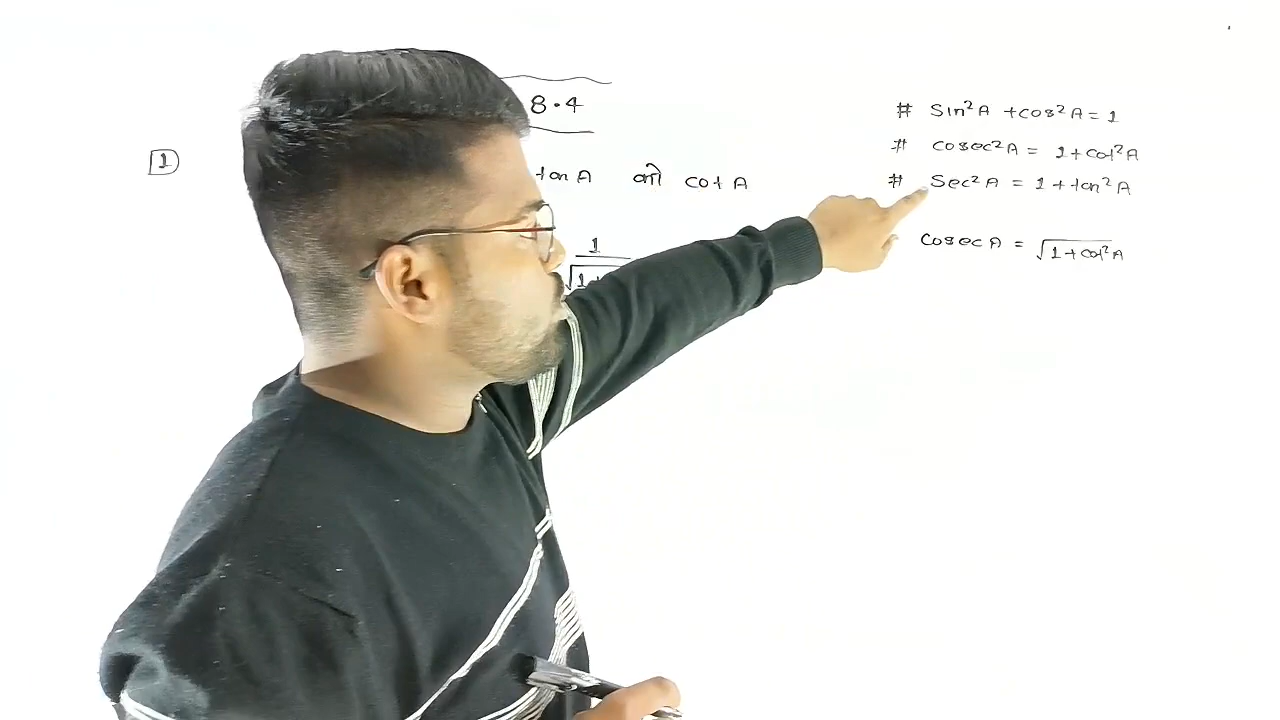 8.4
# Sin²A + cos²A = 1
# cosec²A = 1 + cot²A
# Sec²A = 1 + tan²A
1 tan A को cot A
cosec A = √1 + cot²A
1
√1+